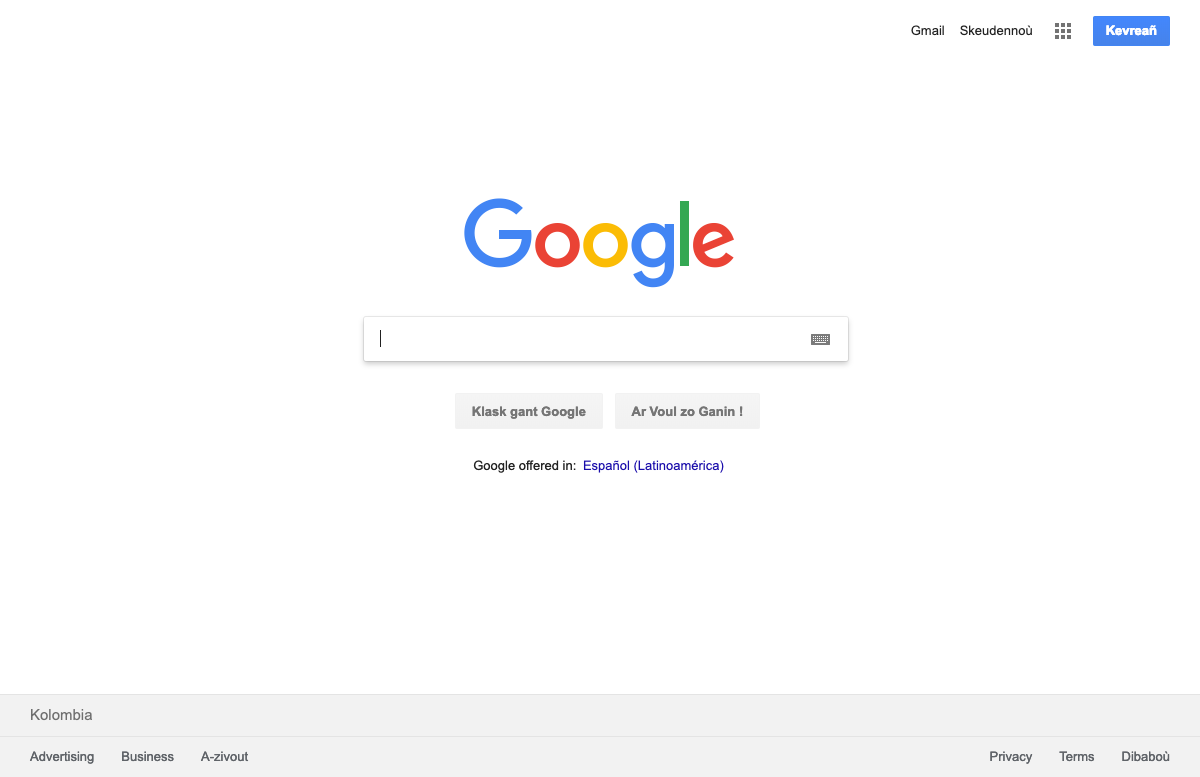 Gmail Skeudennoù Kevreañ
Google
Klask gant Google Ar Voul zo Ganin !
Google offered in: Español (Latinoamérica)
Kolombia
Advertising Business A-zivout Privacy Terms Dibaboù